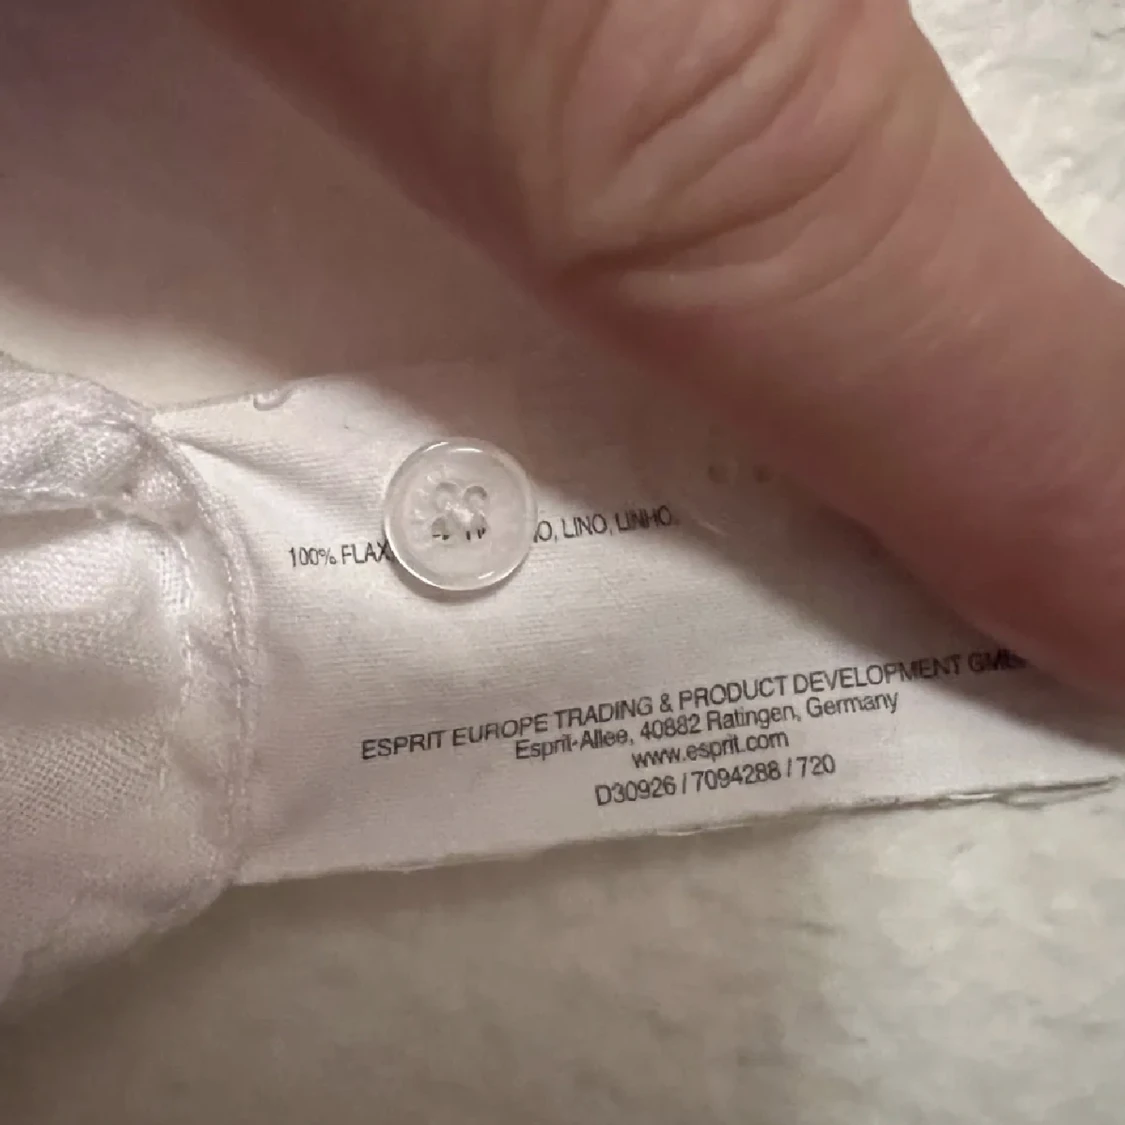 100% FLAX LINO, LINHO
ESPRIT EUROPE TRADING & PRODUCT DEVELOPMENT
Esprit-Allee, 40882 Ratingen, Germany
www.esprit.com
D30926 / 7094288 / 720